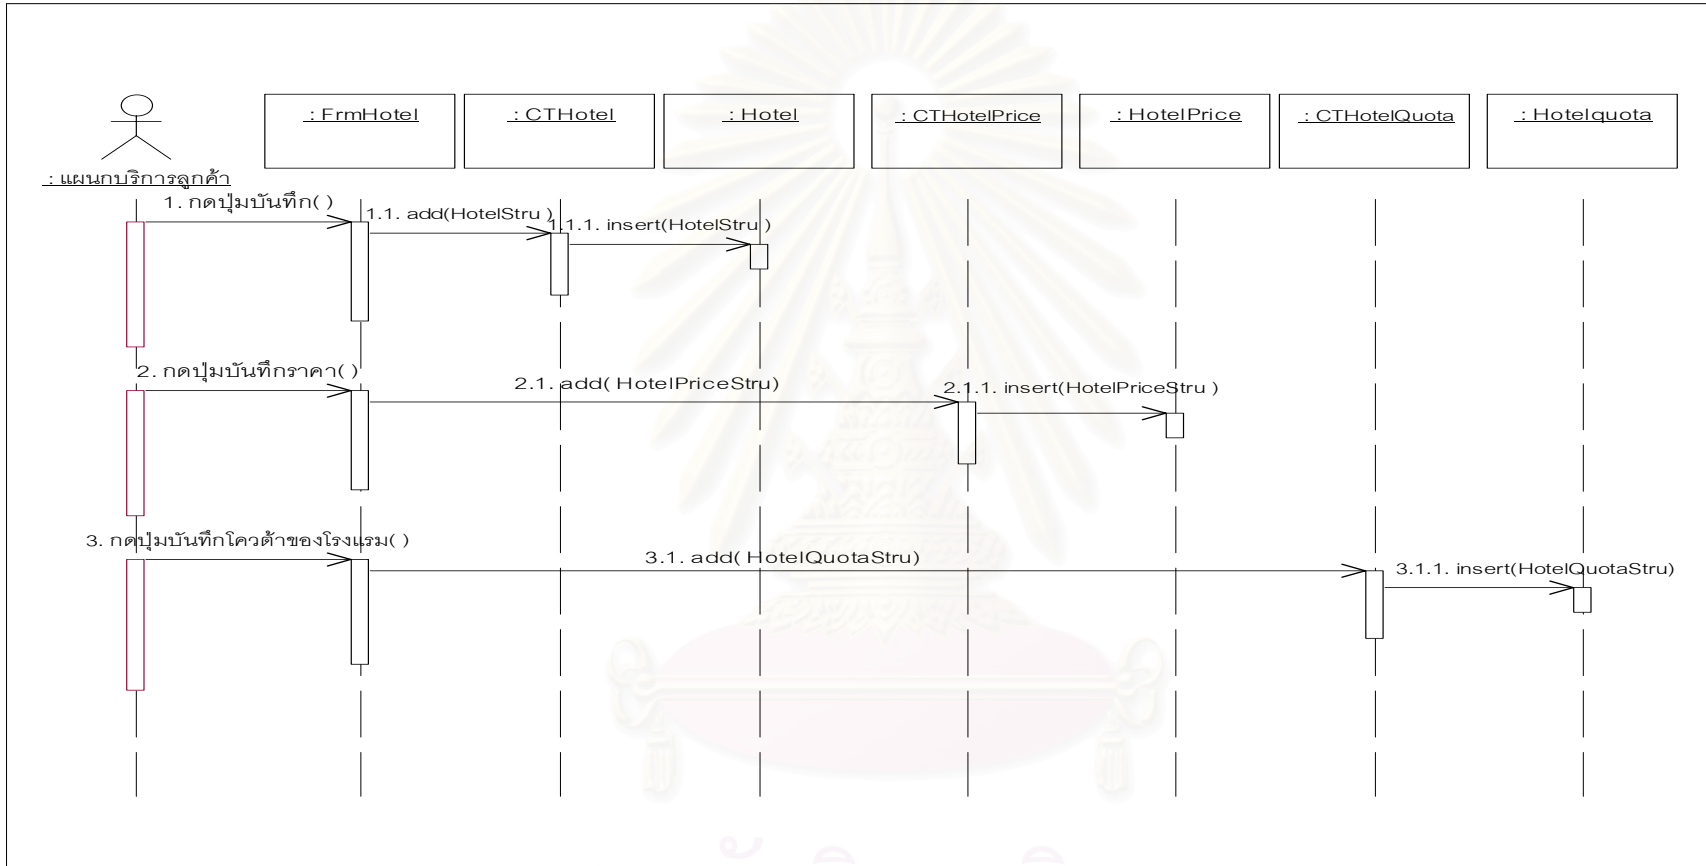 : FrmHotel
: CTHotel
: Hotel
: CTHotelPrice
: HotelPrice
: CTHotelQuota
: Hotelquota
: แผนกบริการลูกค้า
1. กดปุ่มบันทึก( )
1.1. add(HotelStru )
1.1.1. insert(HotelStru )
2. กดปุ่มบันทึกราคา( )
2.1. add( HotelPriceStru)
2.1.1. insert(HotelPriceStru )
3. กดปุ่มบันทึกโควต้าของโรงแรม( )
3.1. add( HotelQuotaStru)
3.1.1. insert(HotelQuotaStru)